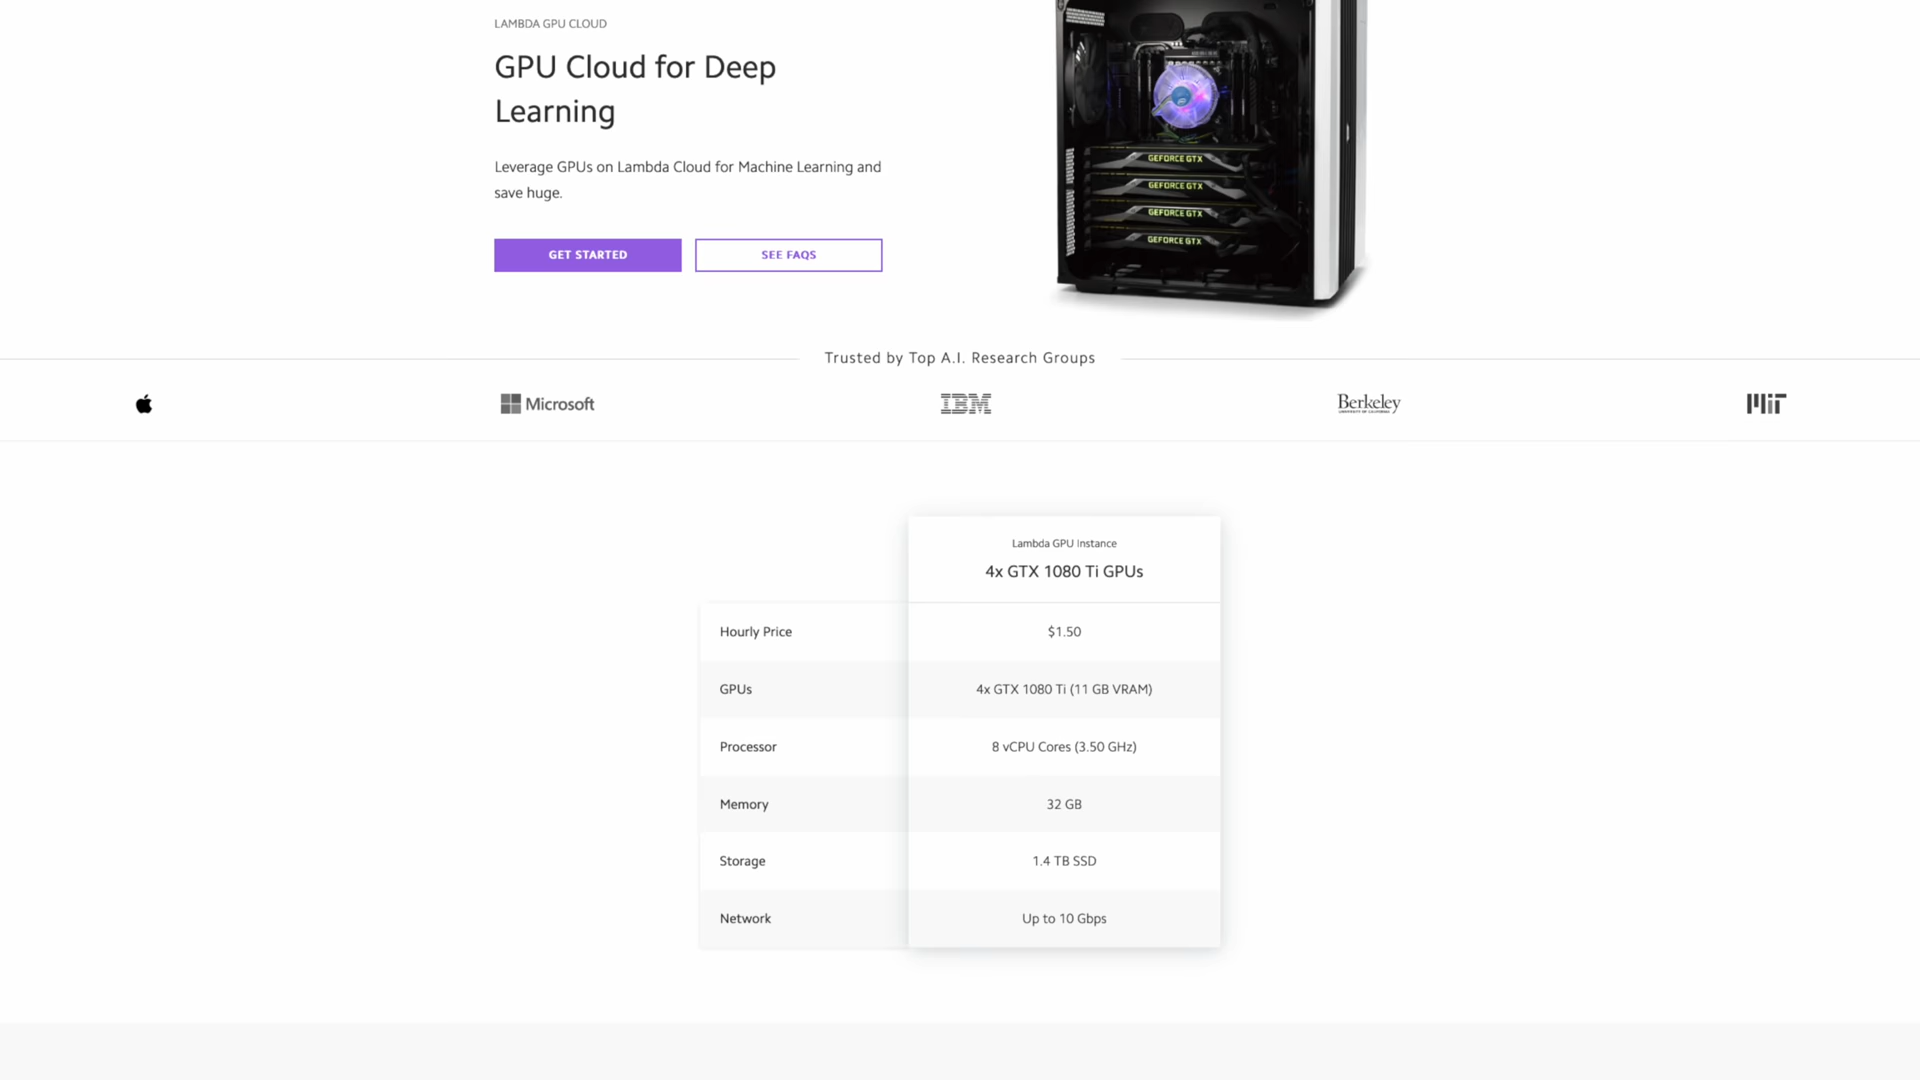 LAMBDA GPU CLOUD
GPU Cloud for Deep
Learning
Leverage GPUs on Lambda Cloud for Machine Learning and
save huge.
GET STARTED
SEE FAQS
GEFORCE GTX
GEFORCE GTX
GEFORCE GTX
GEFORCE GTX
Trusted by Top A.I. Research Groups
Microsoft
IBM
Berkeley
UNIVERSITY OF CALIFORNIA
MIT
Lambda GPU Instance
4x GTX 1080 Ti GPUs
Hourly Price
$1.50
GPUs
4x GTX 1080 Ti (11 GB VRAM)
Processor
8 vCPU Cores (3.50 GHz)
Memory
32 GB
Storage
1.4 TB SSD
Network
Up to 10 Gbps